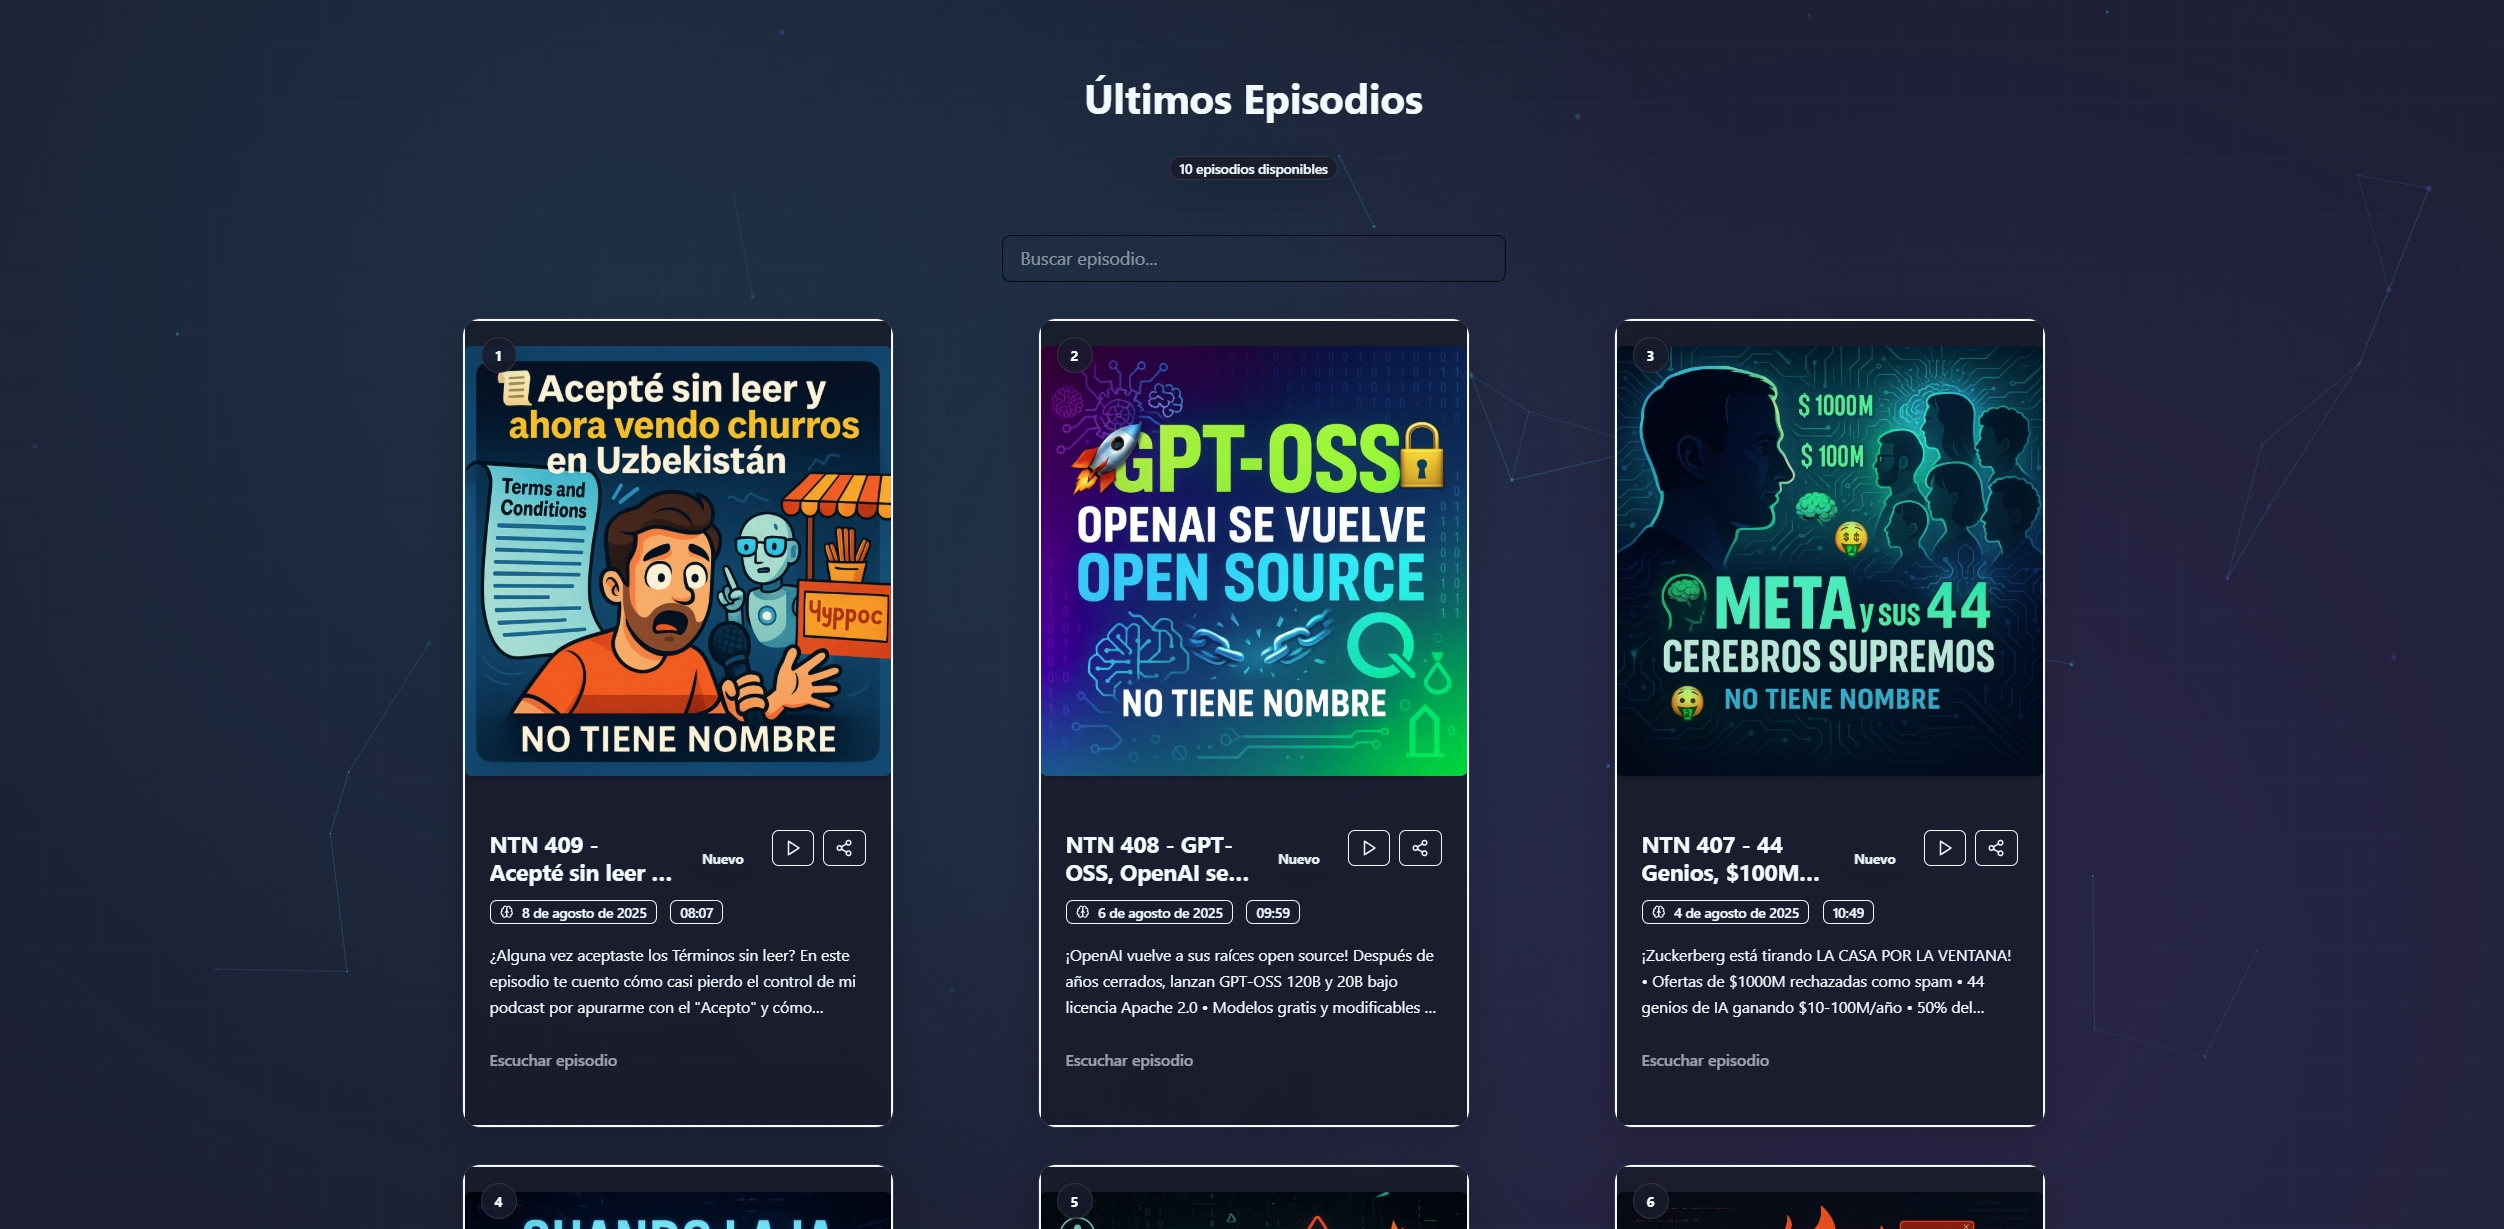 Últimos Episodios
10 episodios disponibles
Buscar episodio...
1
Acepté sin leer y
ahora vendo churros
en Uzbekistán
Terms and
Conditions
Чуррос
NO TIENE NOMBRE
NTN 409 -
Acepté sin leer ...
Nuevo
8 de agosto de 2025
08:07
¿Alguna vez aceptaste los Términos sin leer? En este
episodio te cuento cómo casi pierdo el control de mi
podcast por apurarme con el "Acepto" y cómo...
Escuchar episodio
2
GPT-OSS
OPENAI SE VUELVE
OPEN SOURCE
NO TIENE NOMBRE
NTN 408 - GPT-
OSS, OpenAI se...
Nuevo
6 de agosto de 2025
09:59
¡OpenAI vuelve a sus raíces open source! Después de
años cerrados, lanzan GPT-OSS 120B y 20B bajo
licencia Apache 2.0 • Modelos gratis y modificables ...
Escuchar episodio
3
$ 1000M
$ 100M
META y SUS 44
CEREBROS SUPREMOS
NO TIENE NOMBRE
NTN 407 - 44
Genios, $100M...
Nuevo
4 de agosto de 2025
10:49
¡Zuckerberg está tirando LA CASA POR LA VENTANA!
• Ofertas de $1000M rechazadas como spam • 44
genios de IA ganando $10-100M/año • 50% del...
Escuchar episodio
4
CUANDO LA IA
5
6